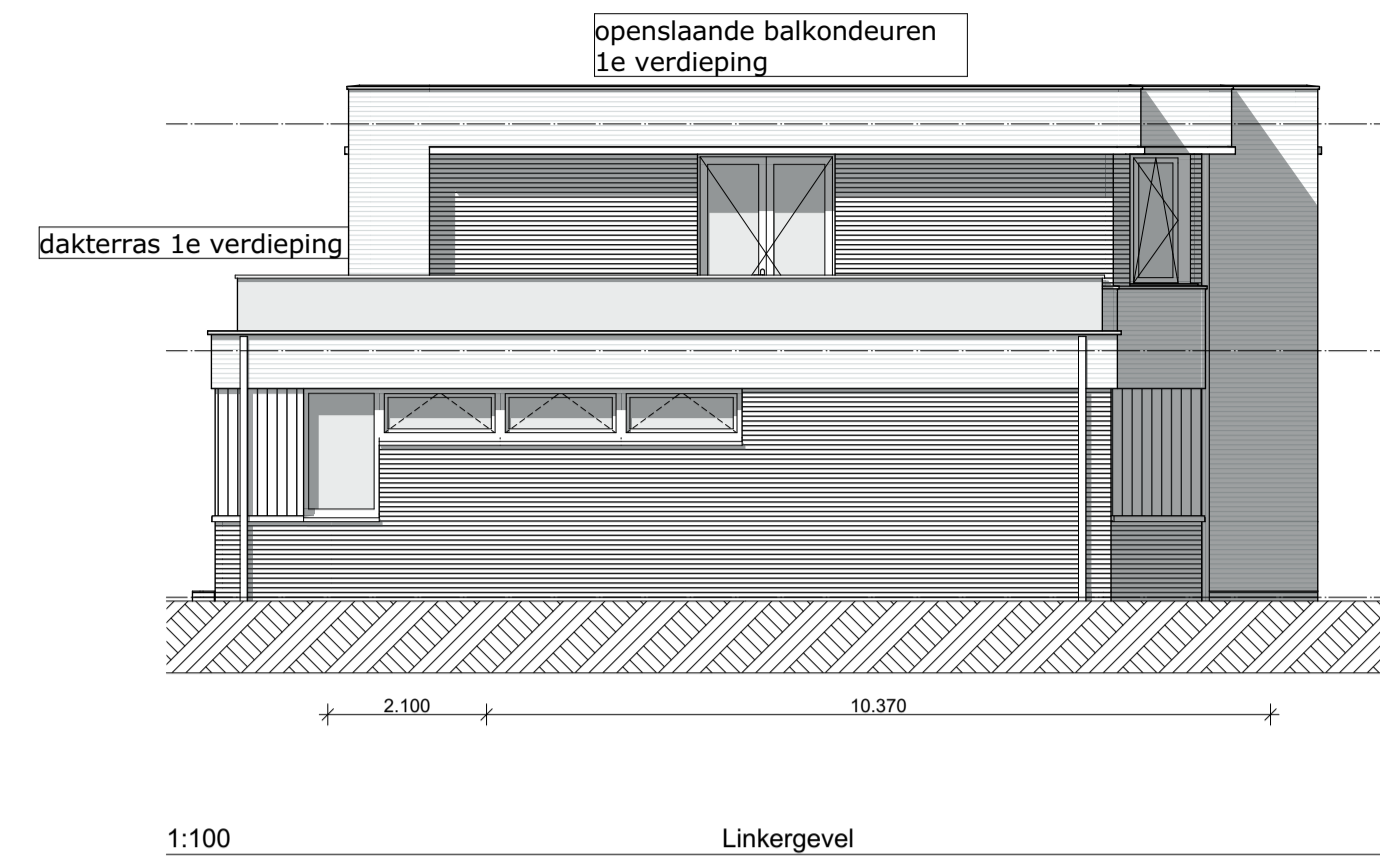 openslaande balkondeuren
1e verdieping
dakterras 1e verdieping
2.100 10.370
1:100 Linkergevel